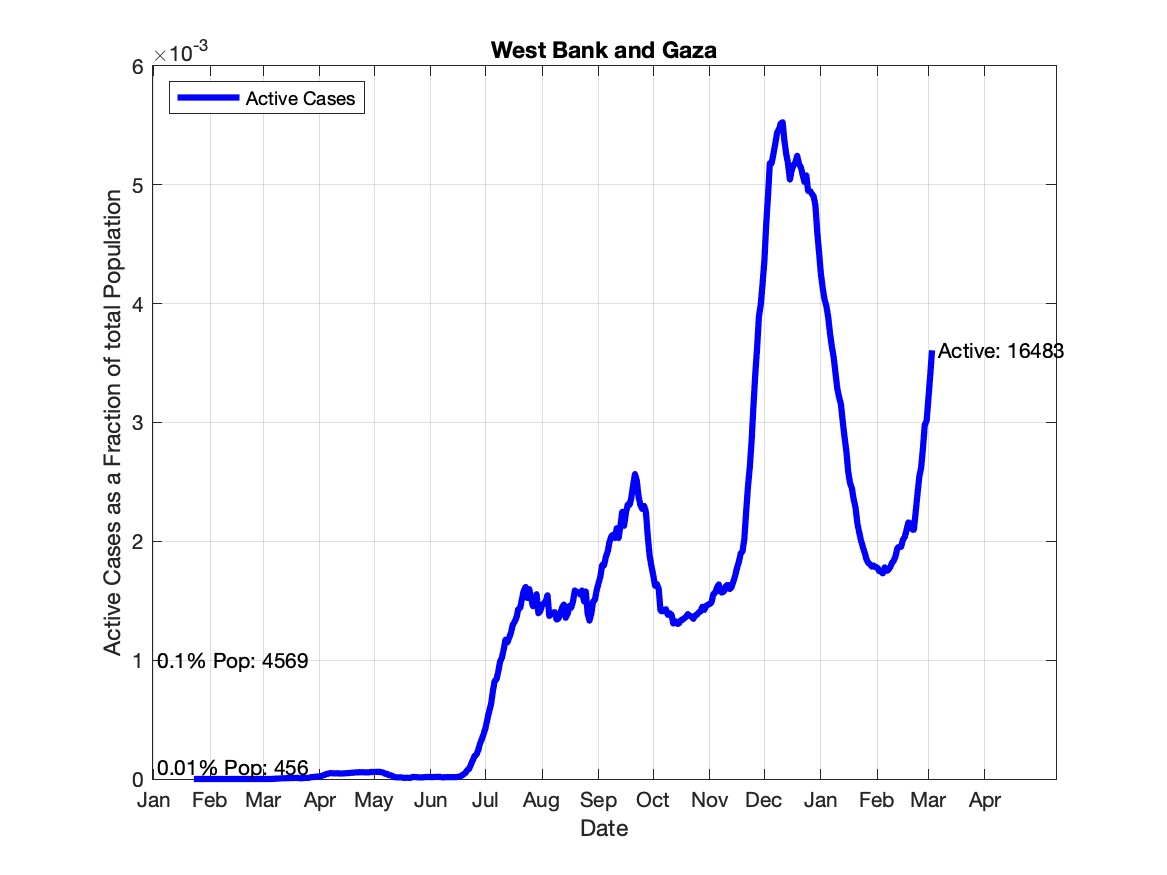 West Bank and Gaza
×10-3
Active Cases
6
5
4
3
2
1
0
Active Cases as a Fraction of total Population
Active: 16483
0.1% Pop: 4569
0.01% Pop: 456
Jan Feb Mar Apr May Jun Jul Aug Sep Oct Nov Dec Jan Feb Mar Apr
Date